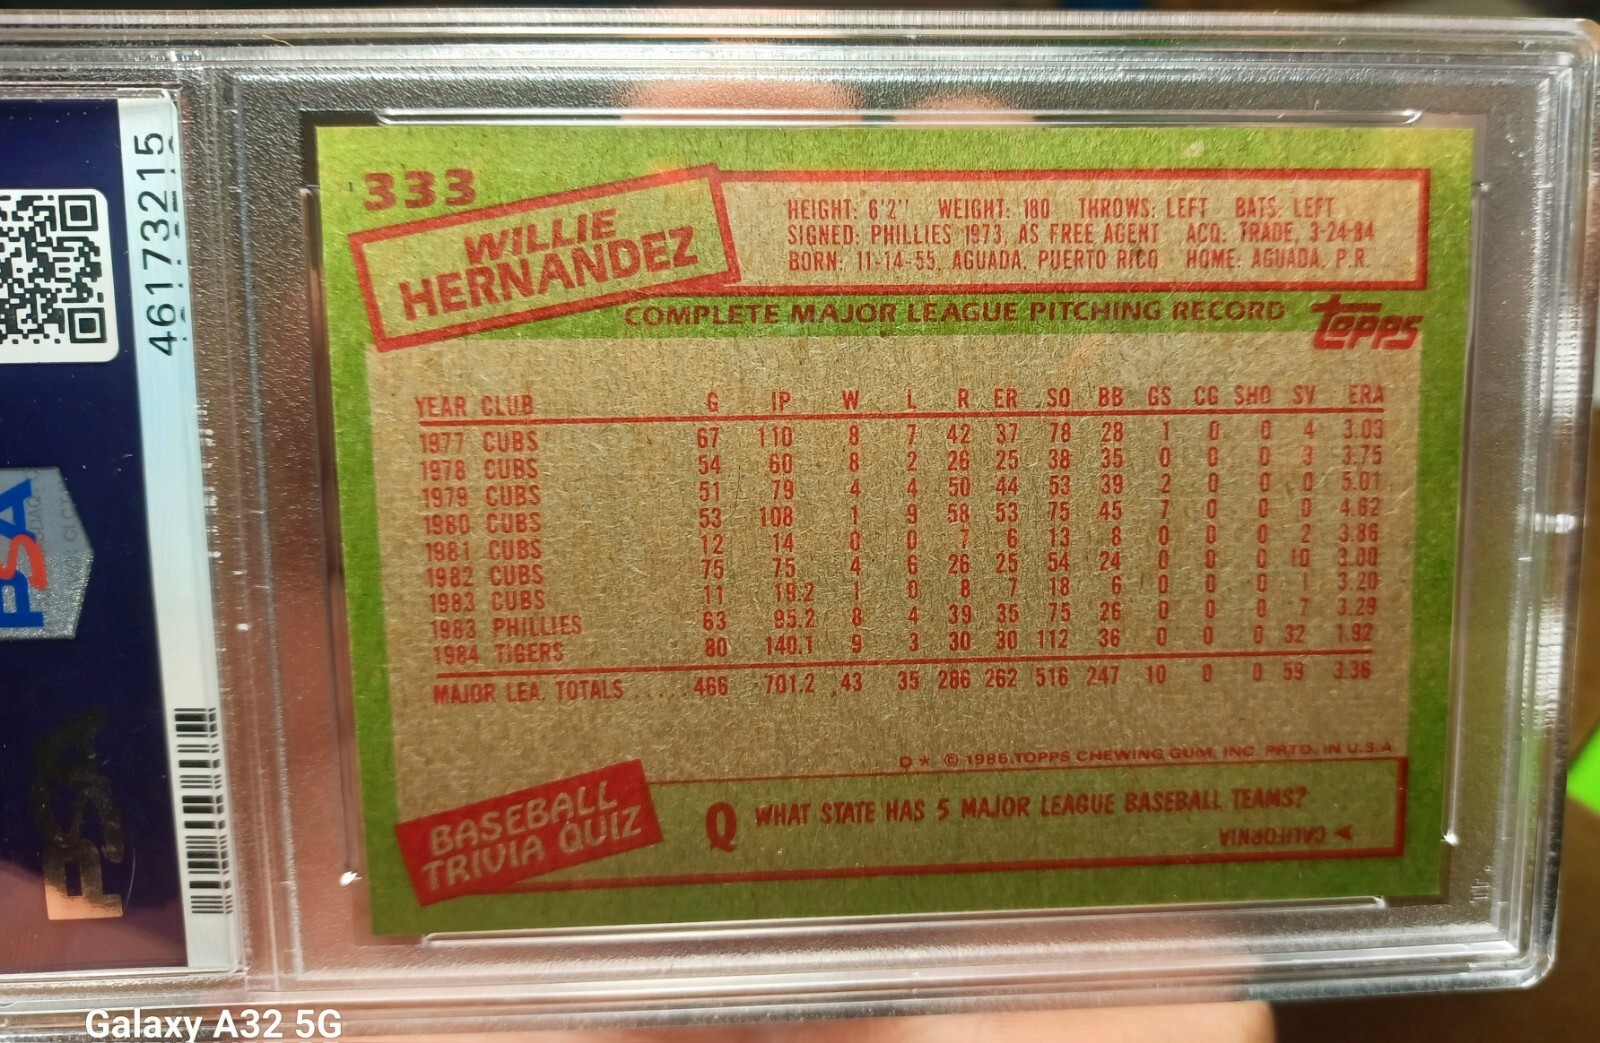 46173215
PSA
PSA
333
WILLIE
HERNANDEZ
HEIGHT: 6'2" WEIGHT: 180 THROWS: LEFT BATS: LEFT
SIGNED: PHILLIES 1973, AS FREE AGENT ACQ. TRADE, 3-24-84
BORN: 11-14-55, AGUADA, PUERTO RICO HOME: AGUADA, P.R.
COMPLETE MAJOR LEAGUE PITCHING RECORD
topps
YEAR CLUB G IP W L R ER SO BB GS CG SHO SV ERA
1977 CUBS 67 110 8 7 42 37 78 28 1 0 0 4 3.03
1978 CUBS 54 60 8 2 26 25 38 35 0 0 0 3 3.75
1979 CUBS 51 79 4 4 50 44 53 39 2 0 0 0 5.01
1980 CUBS 53 108 1 9 58 53 75 45 7 0 0 0 4.62
1981 CUBS 12 14 0 0 7 6 13 8 0 0 0 2 3.86
1982 CUBS 75 75 4 6 26 25 54 24 0 0 0 10 3.00
1983 CUBS 11 19.2 1 0 8 7 18 6 0 0 0 1 3.20
1983 PHILLIES 63 95.2 8 4 39 35 75 26 0 0 0 7 3.29
1984 TIGERS 80 140.1 9 3 30 30 112 36 0 0 0 32 1.92
MAJOR LEA. TOTALS ..... 466 701.2 43 35 286 262 516 247 10 0 0 59 3.36
D * © 1985 TOPPS CHEWING GUM, INC. PRTD. IN U.S.A.
BASEBALL
TRIVIA QUIZ
Q WHAT STATE HAS 5 MAJOR LEAGUE BASEBALL TEAMS?
CALIFORNIA
Galaxy A32 5G